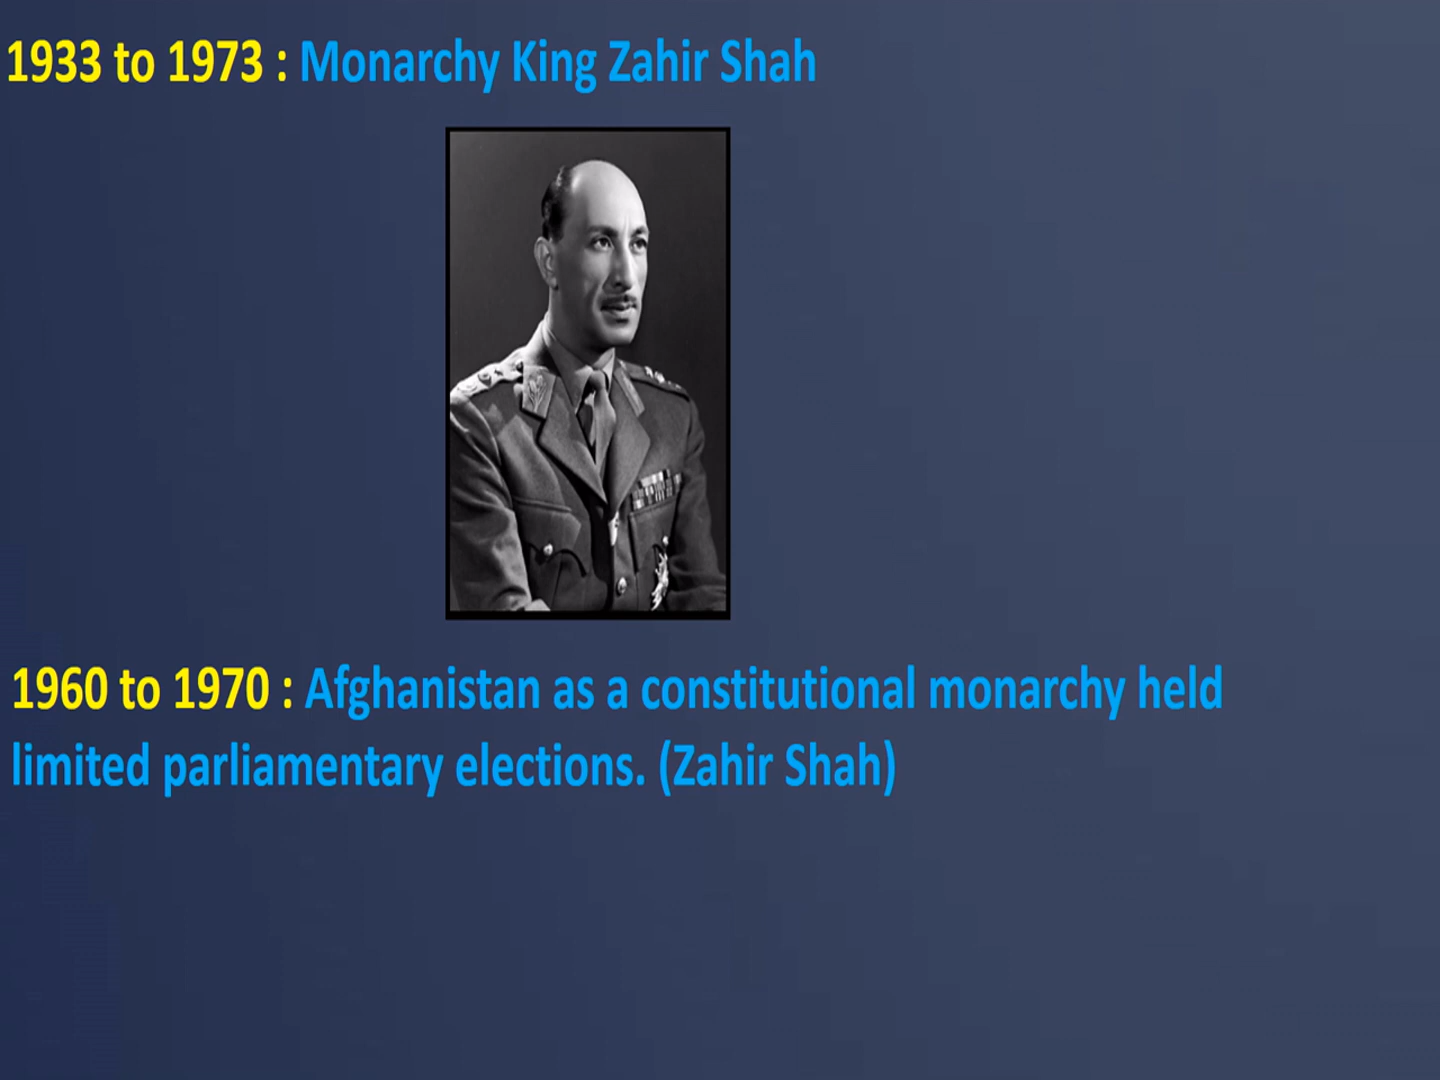 1933 to 1973 : Monarchy King Zahir Shah
1960 to 1970 : Afghanistan as a constitutional monarchy held
limited parliamentary elections. (Zahir Shah)